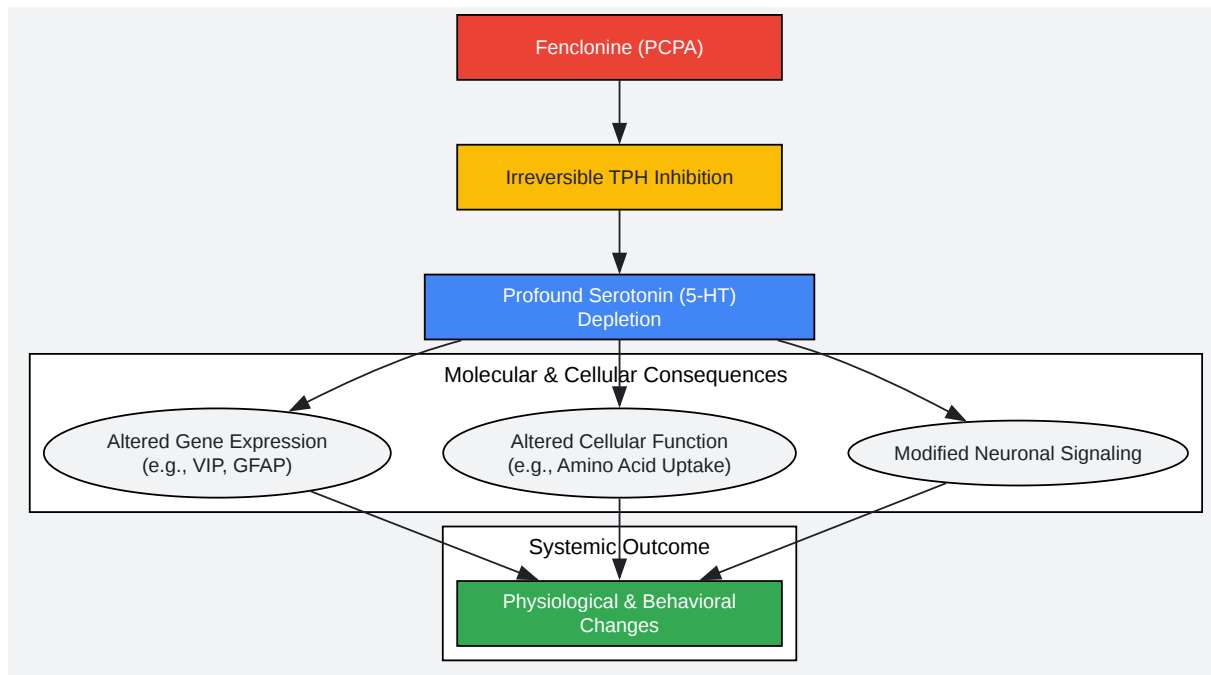 Fenclonine (PCPA)
Irreversible TPH Inhibition
Profound Serotonin (5-HT)
Depletion
Molecular & Cellular Consequences
Altered Gene Expression
(e.g., VIP, GFAP)
Altered Cellular Function
(e.g., Amino Acid Uptake)
Modified Neuronal Signaling
Systemic Outcome
Physiological & Behavioral
Changes